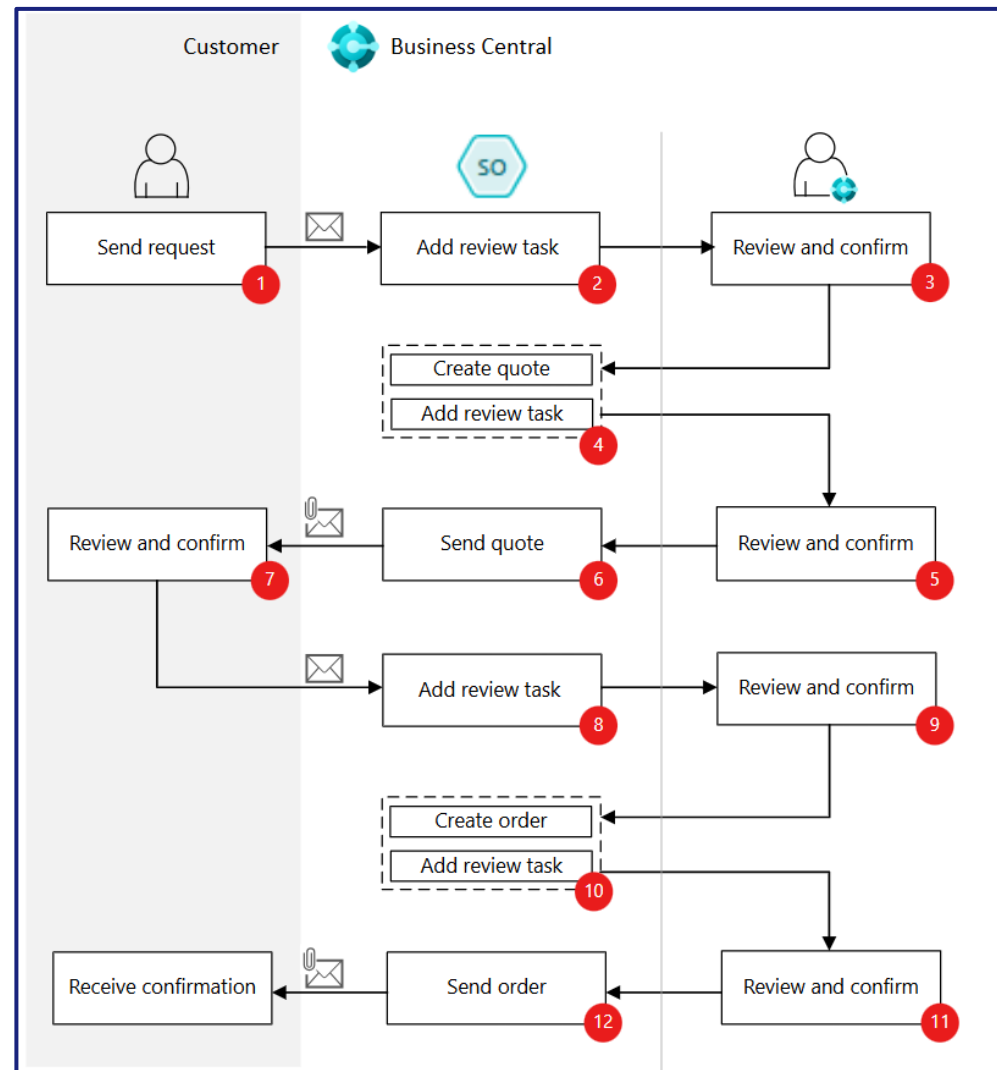 Customer
Business Central
SO
Send request
1
Add review task
2
Review and confirm
3
Create quote
Add review task
4
Review and confirm
7
Send quote
6
Review and confirm
5
Add review task
8
Review and confirm
9
Create order
Add review task
10
Receive confirmation
Send order
12
Review and confirm
11